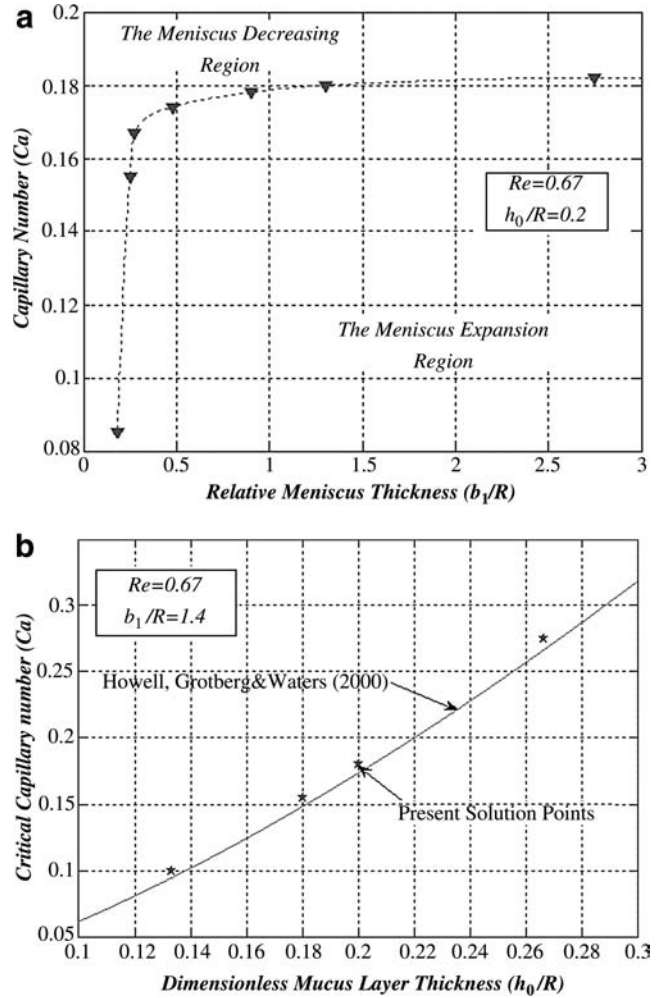 a
0.2
0.18
0.16
0.14
0.12
0.1
0.08
Capillary Number (Ca)
The Meniscus Decreasing
Region
Re=0.67
h0/R=0.2
The Meniscus Expansion
Region
0
0.5
1
1.5
2
2.5
3
Relative Meniscus Thickness (b1/R)
b
0.3
0.25
0.2
0.15
0.1
0.05
Critical Capillary number (Ca)
Re=0.67
b1/R=1.4
Howell, Grotberg&Waters (2000)
Present Solution Points
0.1
0.12
0.14
0.16
0.18
0.2
0.22
0.24
0.26
0.28
0.3
Dimensionless Mucus Layer Thickness (h0/R)